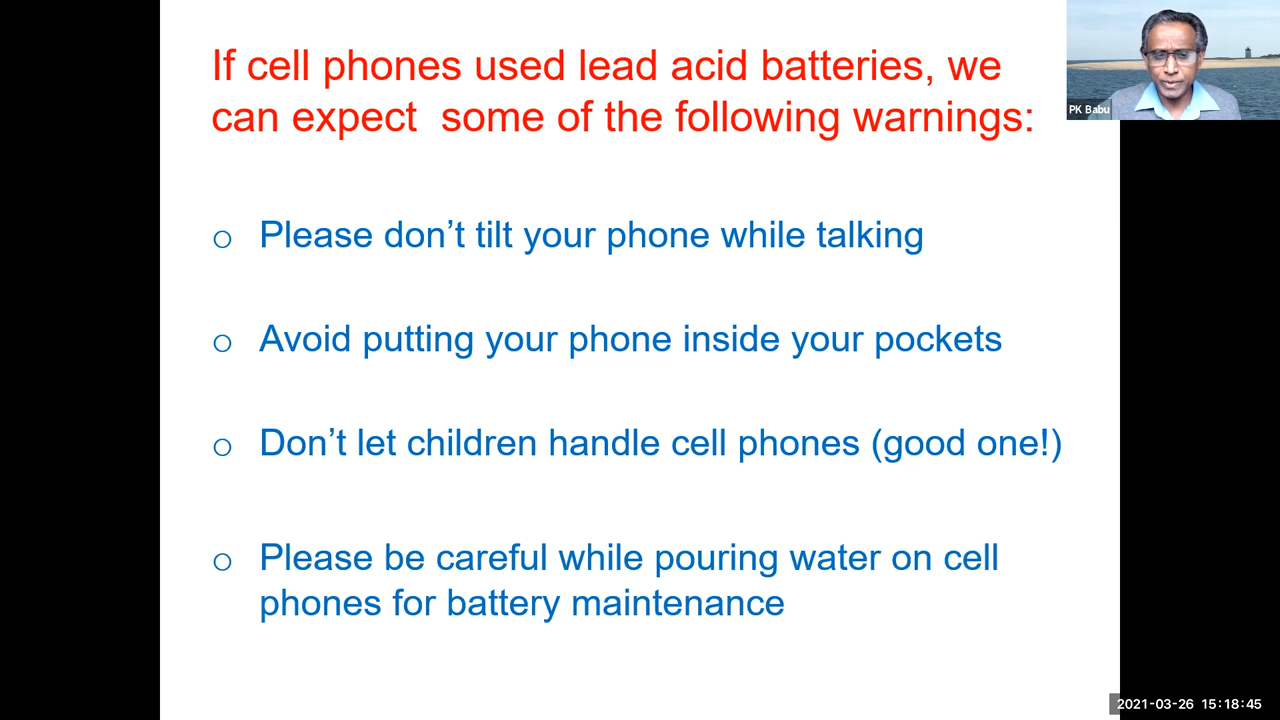 If cell phones used lead acid batteries, we
can expect  some of the following warnings:
PK Babu
o Please don’t tilt your phone while talking
o Avoid putting your phone inside your pockets
o Don’t let children handle cell phones (good one!)
o Please be careful while pouring water on cell
phones for battery maintenance
2021-03-26 15:18:45